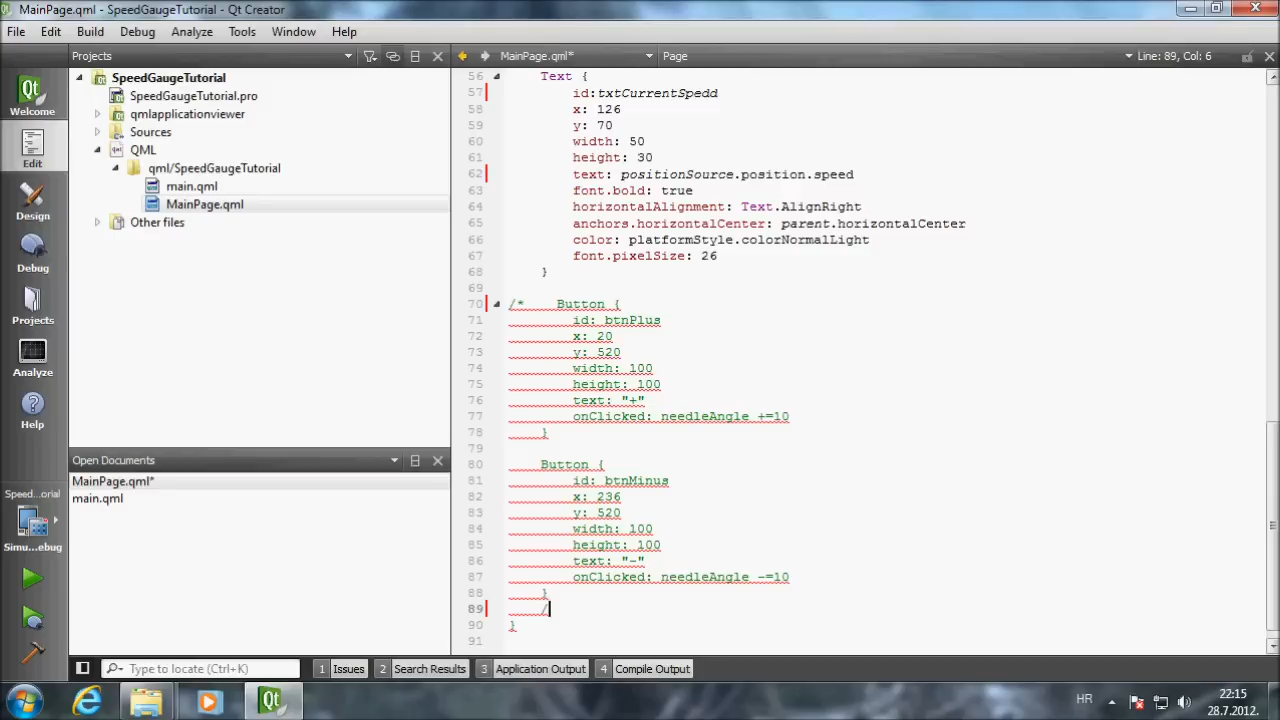 MainPage.qml - SpeedGaugeTutorial - Qt Creator
File Edit Build Debug Analyze Tools Window Help
Projects
MainPage.qml*
Page
Line: 89, Col: 6
Welcome
Edit
Design
Debug
Projects
Analyze
Help
Speed...orial
Simu...ebug
SpeedGaugeTutorial
SpeedGaugeTutorial.pro
qmlapplicationviewer
Sources
QML
qml/SpeedGaugeTutorial
main.qml
MainPage.qml
Other files
Open Documents
MainPage.qml*
main.qml
56 Text {
57 id:txtCurrentSpedd
58 x: 126
59 y: 70
60 width: 50
61 height: 30
62 text: positionSource.position.speed
63 font.bold: true
64 horizontalAlignment: Text.AlignRight
65 anchors.horizontalCenter: parent.horizontalCenter
66 color: platformStyle.colorNormalLight
67 font.pixelSize: 26
68 }
69
70 /* Button {
71 id: btnPlus
72 x: 20
73 y: 520
74 width: 100
75 height: 100
76 text: "+"
77 onClicked: needleAngle +=10
78 }
79
80 Button {
81 id: btnMinus
82 x: 236
83 y: 520
84 width: 100
85 height: 100
86 text: "-"
87 onClicked: needleAngle -=10
88 }
89 /
90 }
91
Type to locate (Ctrl+K)
1 Issues
2 Search Results
3 Application Output
4 Compile Output
HR
22:15
28.7.2012.